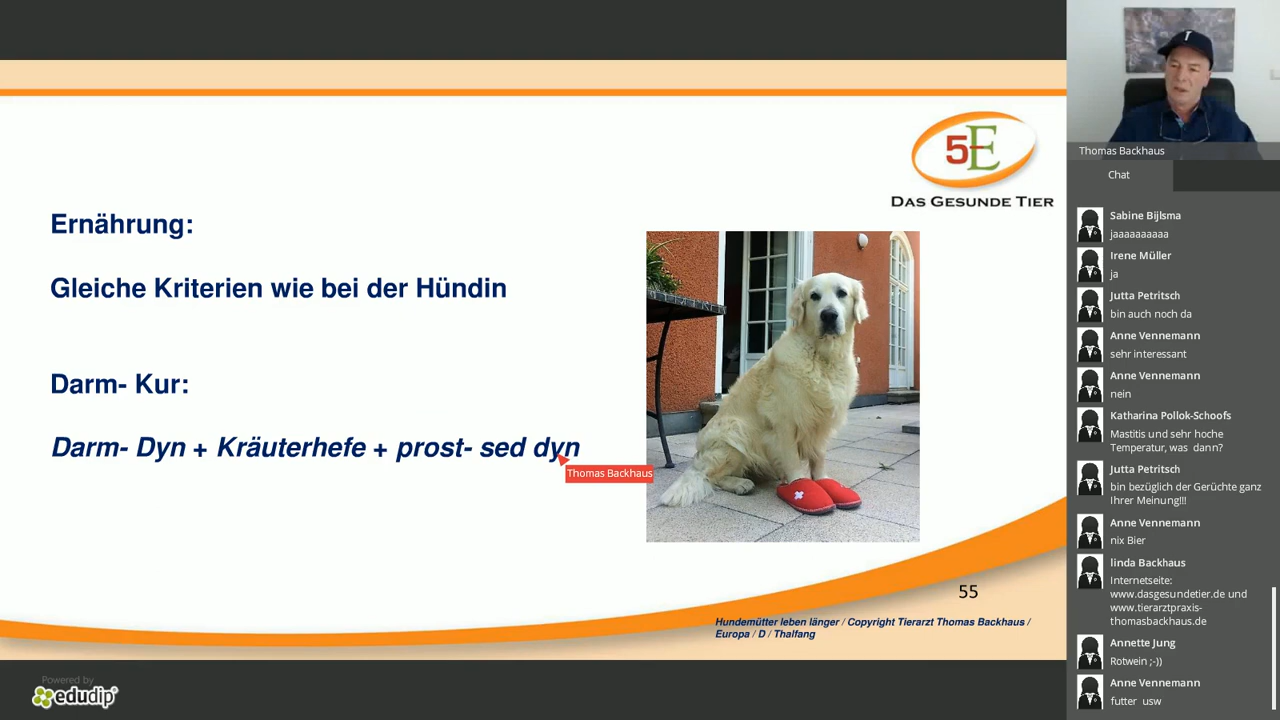 5E
DAS GESUNDE TIER
Ernährung:
Gleiche Kriterien wie bei der Hündin
Darm- Kur:
Darm- Dyn + Kräuterhefe + prost- sed dyn
Thomas Backhaus
55
Hundemütter leben länger / Copyright Tierarzt Thomas Backhaus /
Europa / D / Thalfang
Powered by
edudip
Thomas Backhaus
Chat
Sabine Bijlsma
jaaaaaaaaaa
Irene Müller
ja
Jutta Petritsch
bin auch noch da
Anne Vennemann
sehr interessant
Anne Vennemann
nein
Katharina Pollok-Schoofs
Mastitis und sehr hoche
Temperatur, was dann?
Jutta Petritsch
bin bezüglich der Gerüchte ganz
Ihrer Meinung!!!
Anne Vennemann
nix Bier
linda Backhaus
Internetseite:
www.dasgesundetier.de und
www.tierarztpraxis-
thomasbackhaus.de
Annette Jung
Rotwein ;-))
Anne Vennemann
futter usw